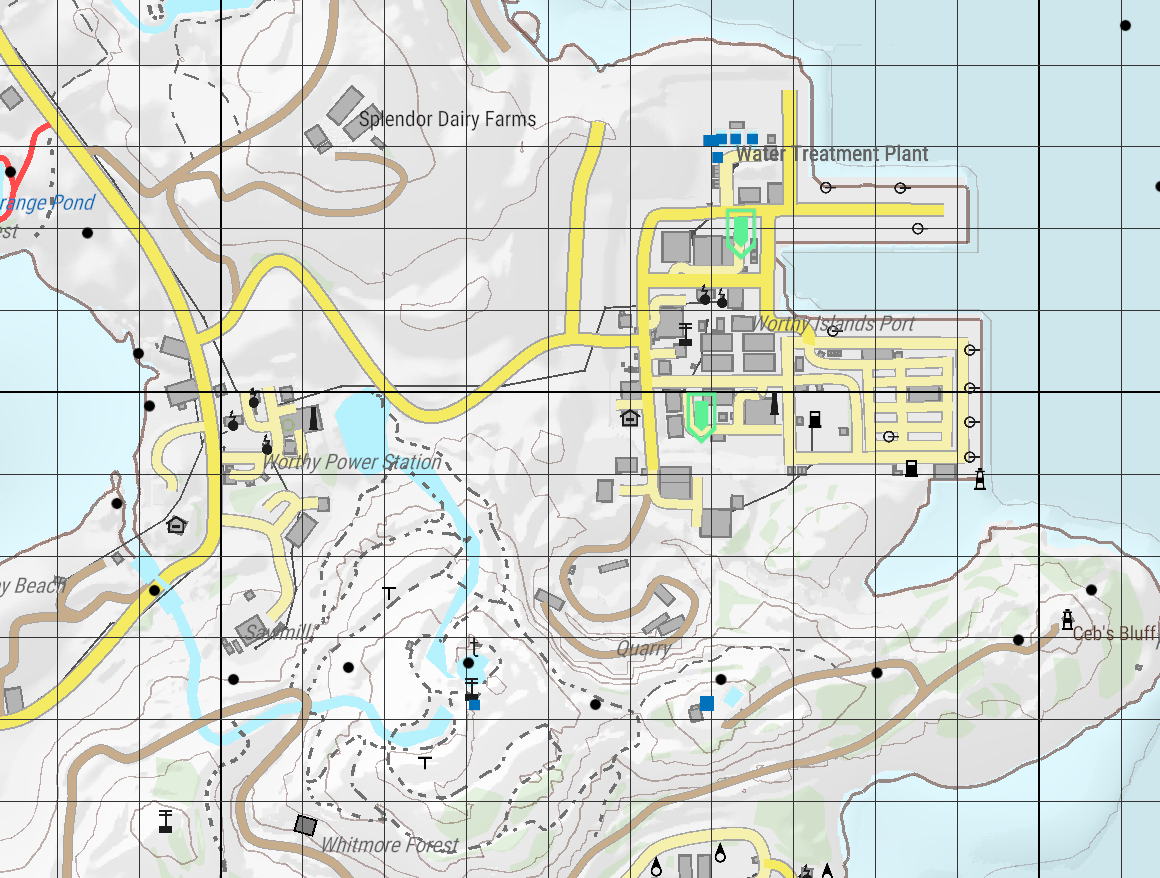 Splendor Dairy Farms
Water Treatment Plant
range Pond
est
Worthy Islands Port
Worthy Power Station
y Beach
Sawmill
Quarry
Ceb's Bluff
Whitmore Forest